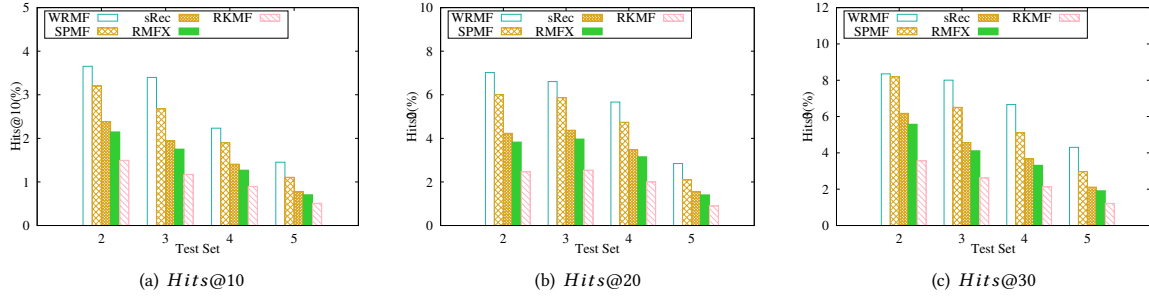 5
4
3
2
1
0
Hits@10(%)
WRMF sRec RKMF
SPMF RMFX
2 3 4 5
Test Set
(a) Hits@10
10
8
6
4
2
0
WRMF sRec RKMF
SPMF RMFX
2 3 4 5
Test Set
(b) Hits@20
12
10
8
6
4
2
0
WRMF sRec RKMF
SPMF RMFX
2 3 4 5
Test Set
(c) Hits@30